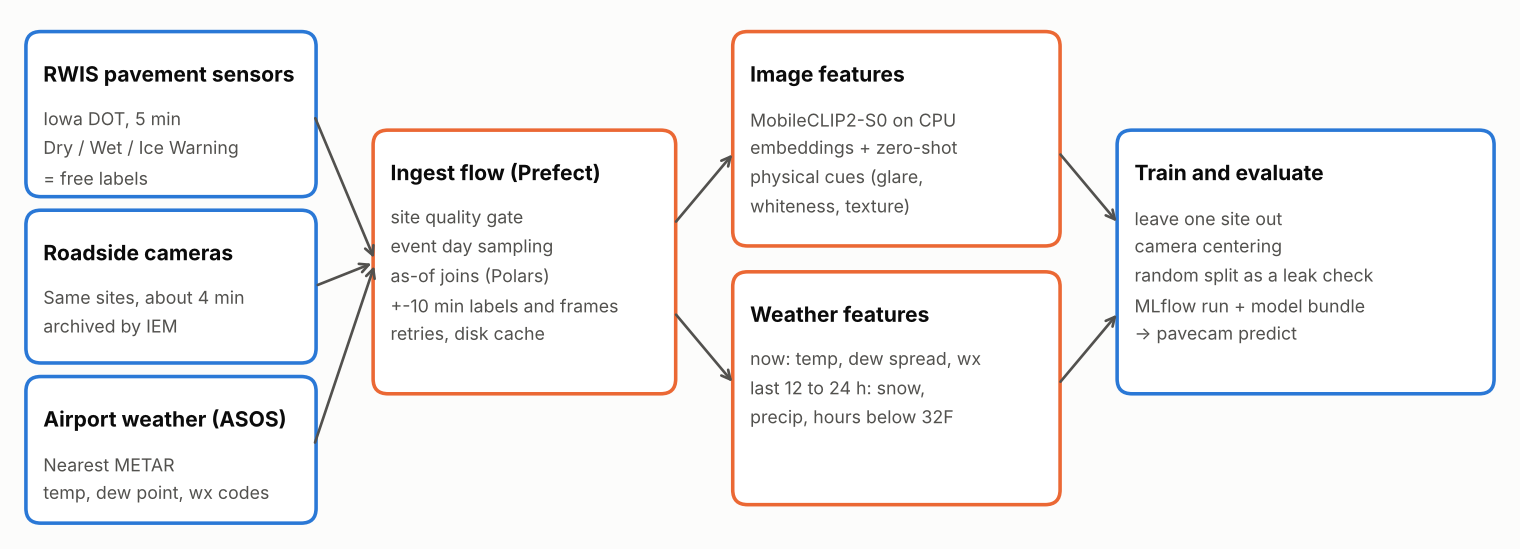 RWIS pavement sensors
Iowa DOT, 5 min
Dry / Wet / Ice Warning
= free labels
Roadside cameras
Same sites, about 4 min
archived by IEM
Airport weather (ASOS)
Nearest METAR
temp, dew point, wx codes
Ingest flow (Prefect)
site quality gate
event day sampling
as-of joins (Polars)
+-10 min labels and frames
retries, disk cache
Image features
MobileCLIP2-S0 on CPU
embeddings + zero-shot
physical cues (glare,
whiteness, texture)
Weather features
now: temp, dew spread, wx
last 12 to 24 h: snow,
precip, hours below 32F
Train and evaluate
leave one site out
camera centering
random split as a leak check
MLflow run + model bundle
→ pavecam predict